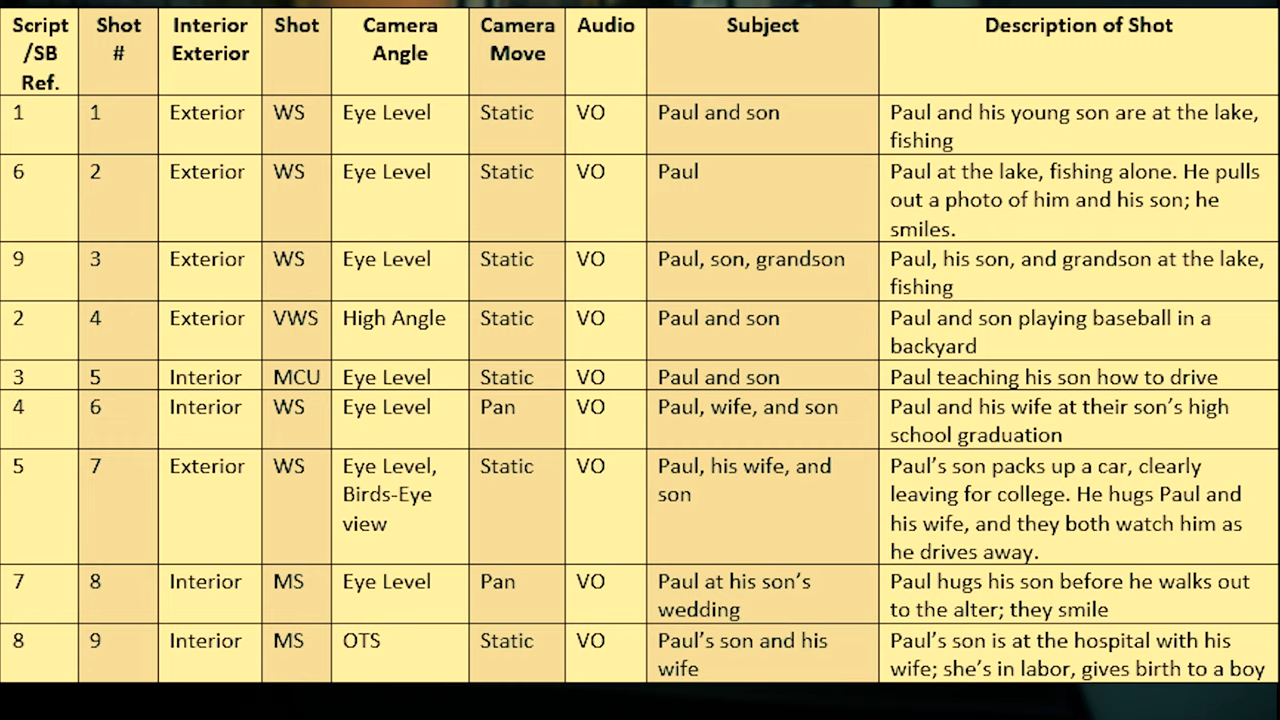 Script Shot Interior Shot Camera Camera Audio Subject Description of Shot
/SB # Exterior Angle Move
Ref.
1 1 Exterior WS Eye Level Static VO Paul and son Paul and his young son are at the lake,
fishing
6 2 Exterior WS Eye Level Static VO Paul Paul at the lake, fishing alone. He pulls
out a photo of him and his son; he
smiles.
9 3 Exterior WS Eye Level Static VO Paul, son, grandson Paul, his son, and grandson at the lake,
fishing
2 4 Exterior VWS High Angle Static VO Paul and son Paul and son playing baseball in a
backyard
3 5 Interior MCU Eye Level Static VO Paul and son Paul teaching his son how to drive
4 6 Interior WS Eye Level Pan VO Paul, wife, and son Paul and his wife at their son’s high
school graduation
5 7 Exterior WS Eye Level, Static VO Paul, his wife, and Paul’s son packs up a car, clearly
Birds-Eye son leaving for college. He hugs Paul and
view his wife, and they both watch him as
he drives away.
7 8 Interior MS Eye Level Pan VO Paul at his son’s Paul hugs his son before he walks out
wedding to the alter; they smile
8 9 Interior MS OTS Static VO Paul’s son and his Paul’s son is at the hospital with his
wife wife; she’s in labor, gives birth to a boy